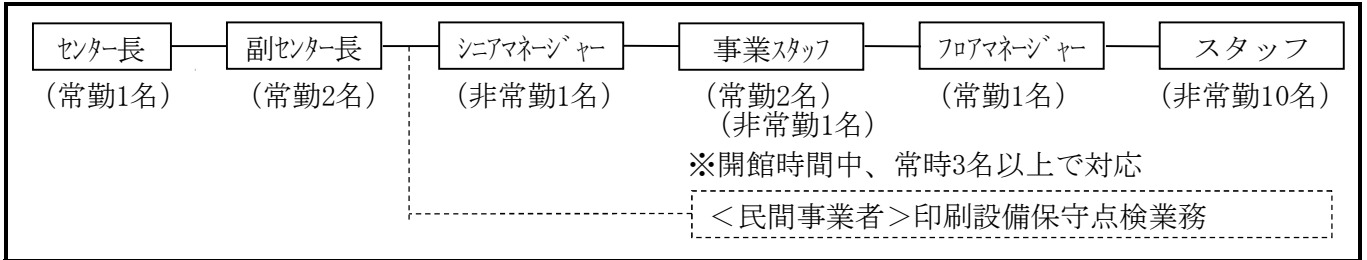 センター長 副センター長 シニアマネージャー 事業スタッフ フロアマネージャー スタッフ
(常勤1名) (常勤2名) (非常勤1名) (常勤2名) (常勤1名) (非常勤10名)
(非常勤1名)
※開館時間中、常時3名以上で対応
<民間事業者>印刷設備保守点検業務